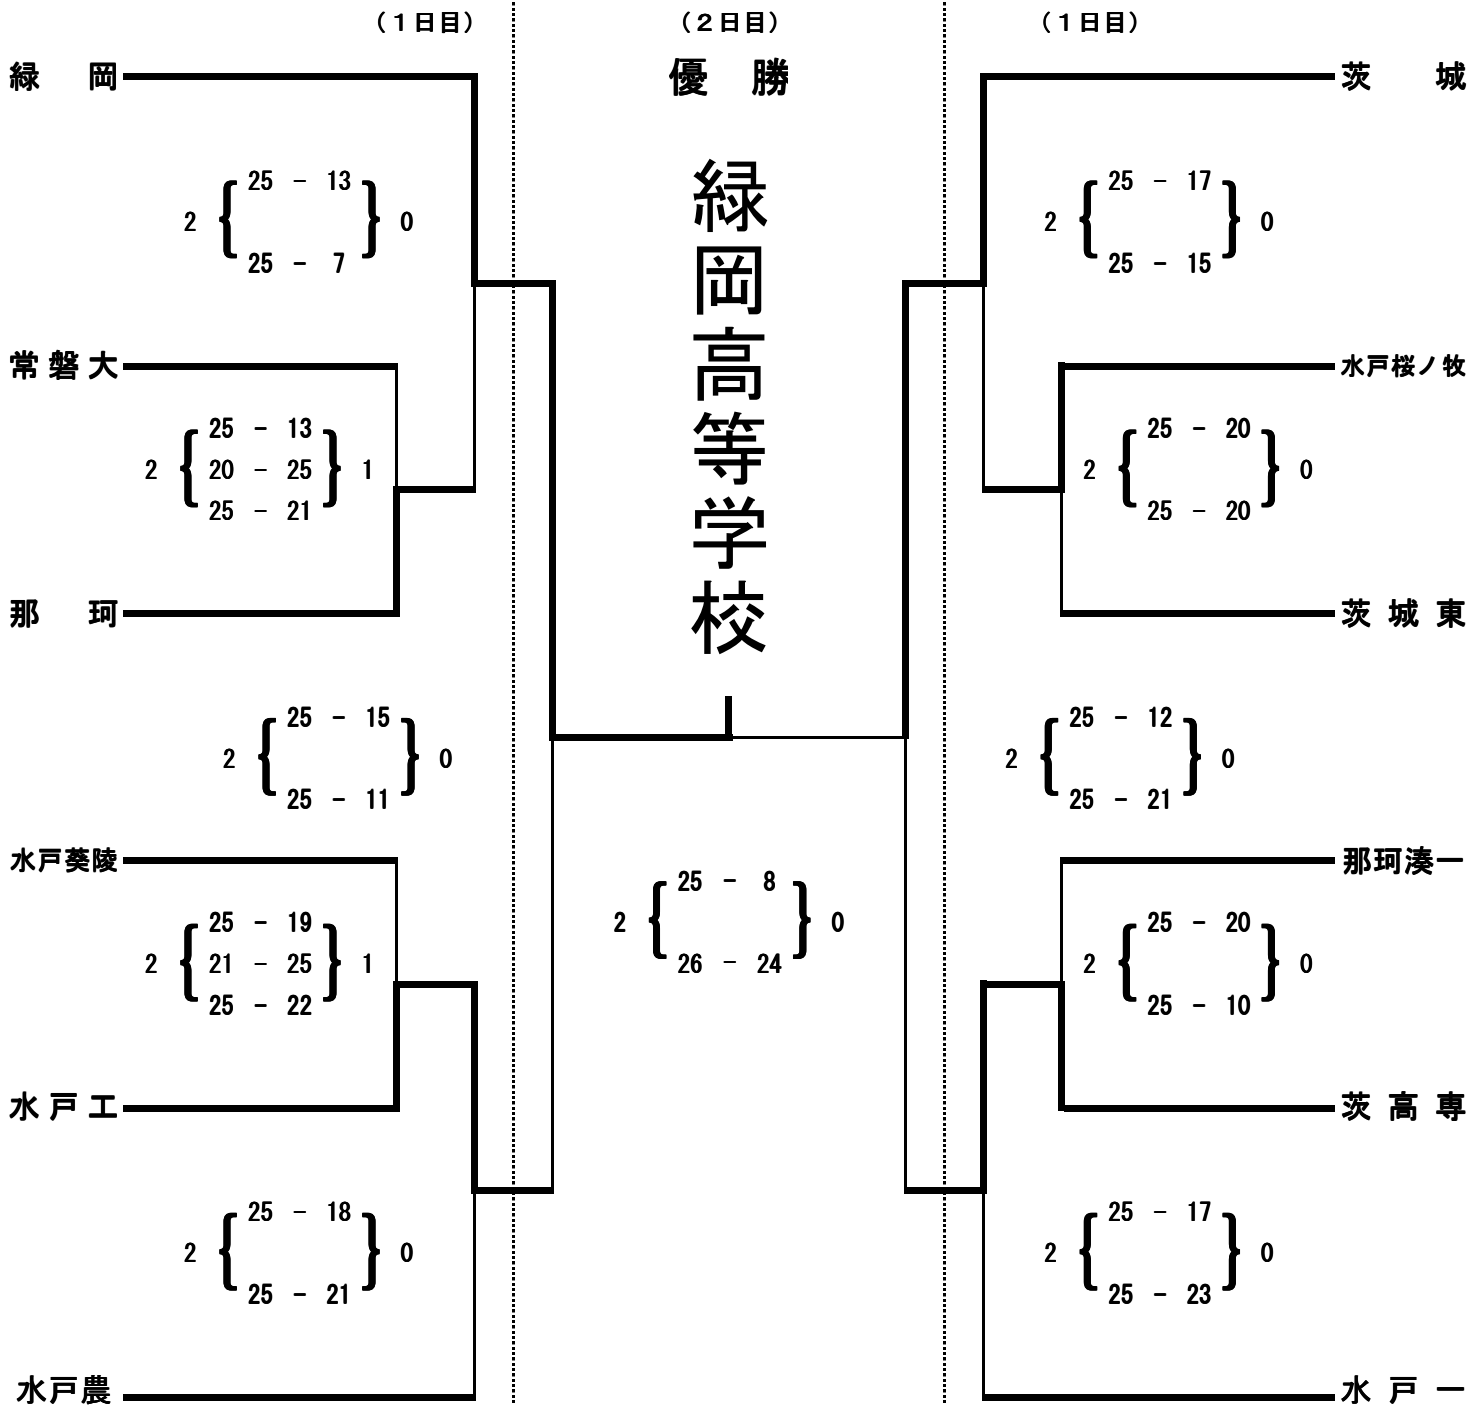 （１日目） （２日目） （１日目）
緑岡 優勝 茨城
緑岡高等学校
25 － 13 25 － 17
2 { } 0 2 { } 0
25 － 7 25 － 15
常磐大 水戸桜ノ牧
25 － 13 25 － 20
2 { 20 － 25 } 1 2 { } 0
25 － 21 25 － 20
那珂 茨城東
25 － 15 25 － 12
2 { } 0 2 { } 0
25 － 11 25 － 21
水戸葵陵 那珂湊一
25 － 8
2 { } 0
26 － 24
25 － 19 25 － 20
2 { 21 － 25 } 1 2 { } 0
25 － 22 25 － 10
水戸工 茨高専
25 － 18 25 － 17
2 { } 0 2 { } 0
25 － 21 25 － 23
水戸農 水戸一